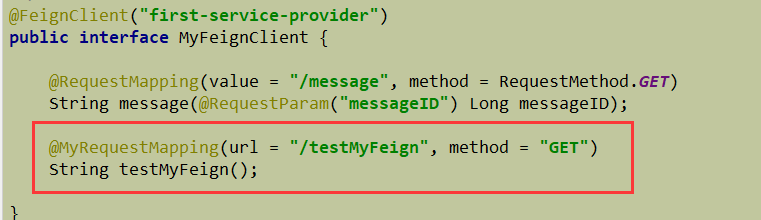 @FeignClient("first-service-provider")
public interface MyFeignClient {
@RequestMapping(value = "/message", method = RequestMethod.GET)
String message(@RequestParam("messageID") Long messageID);
@MyRequestMapping(url = "/testMyFeign", method = "GET")
String testMyFeign();
}